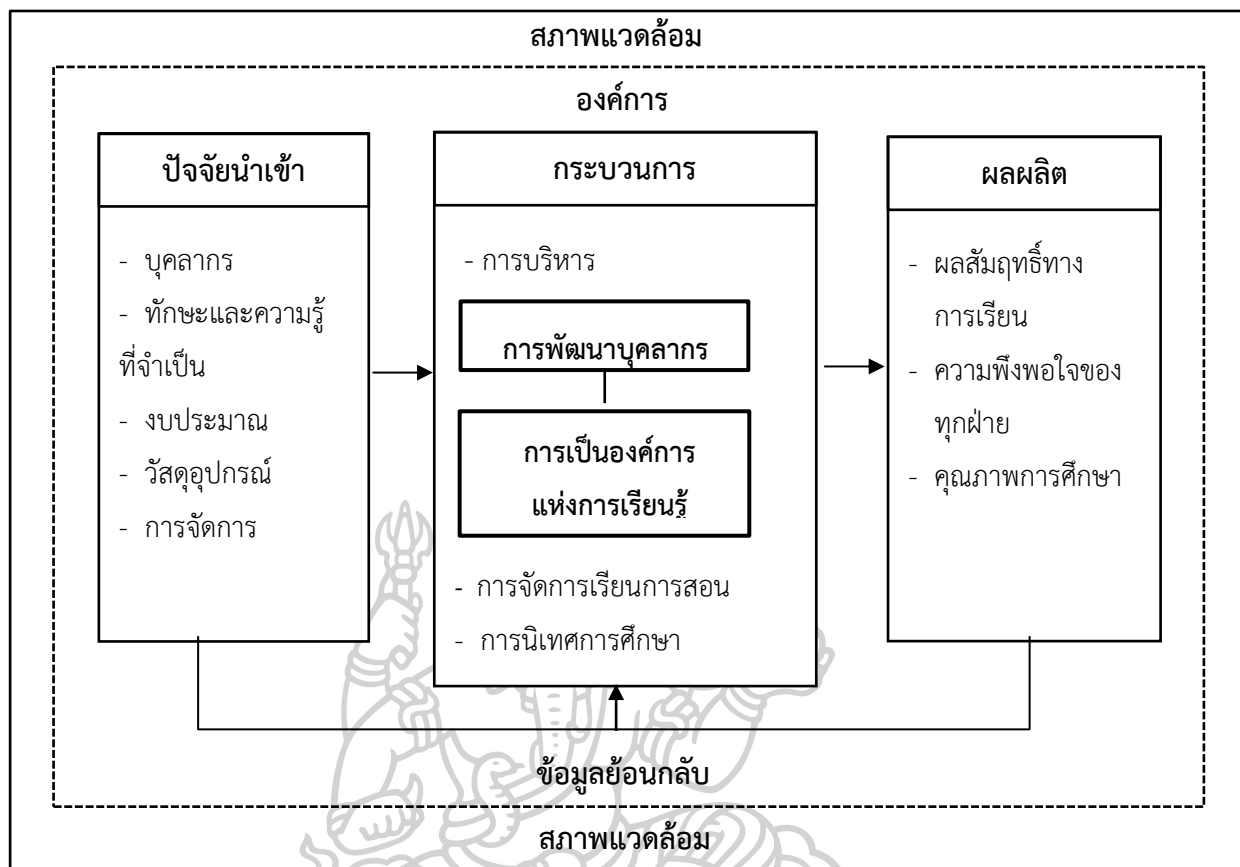 สภาพแวดล้อม
องค์การ
ปัจจัยนำเข้า
- บุคลากร
- ทักษะและความรู้
ที่จำเป็น
- งบประมาณ
- วัสดุอุปกรณ์
- การจัดการ
กระบวนการ
- การบริหาร
การพัฒนาบุคลากร
การเป็นองค์การ
แห่งการเรียนรู้
- การจัดการเรียนการสอน
- การนิเทศการศึกษา
ผลผลิต
- ผลสัมฤทธิ์ทาง
การเรียน
- ความพึงพอใจของ
ทุกฝ่าย
- คุณภาพการศึกษา
ข้อมูลย้อนกลับ
สภาพแวดล้อม